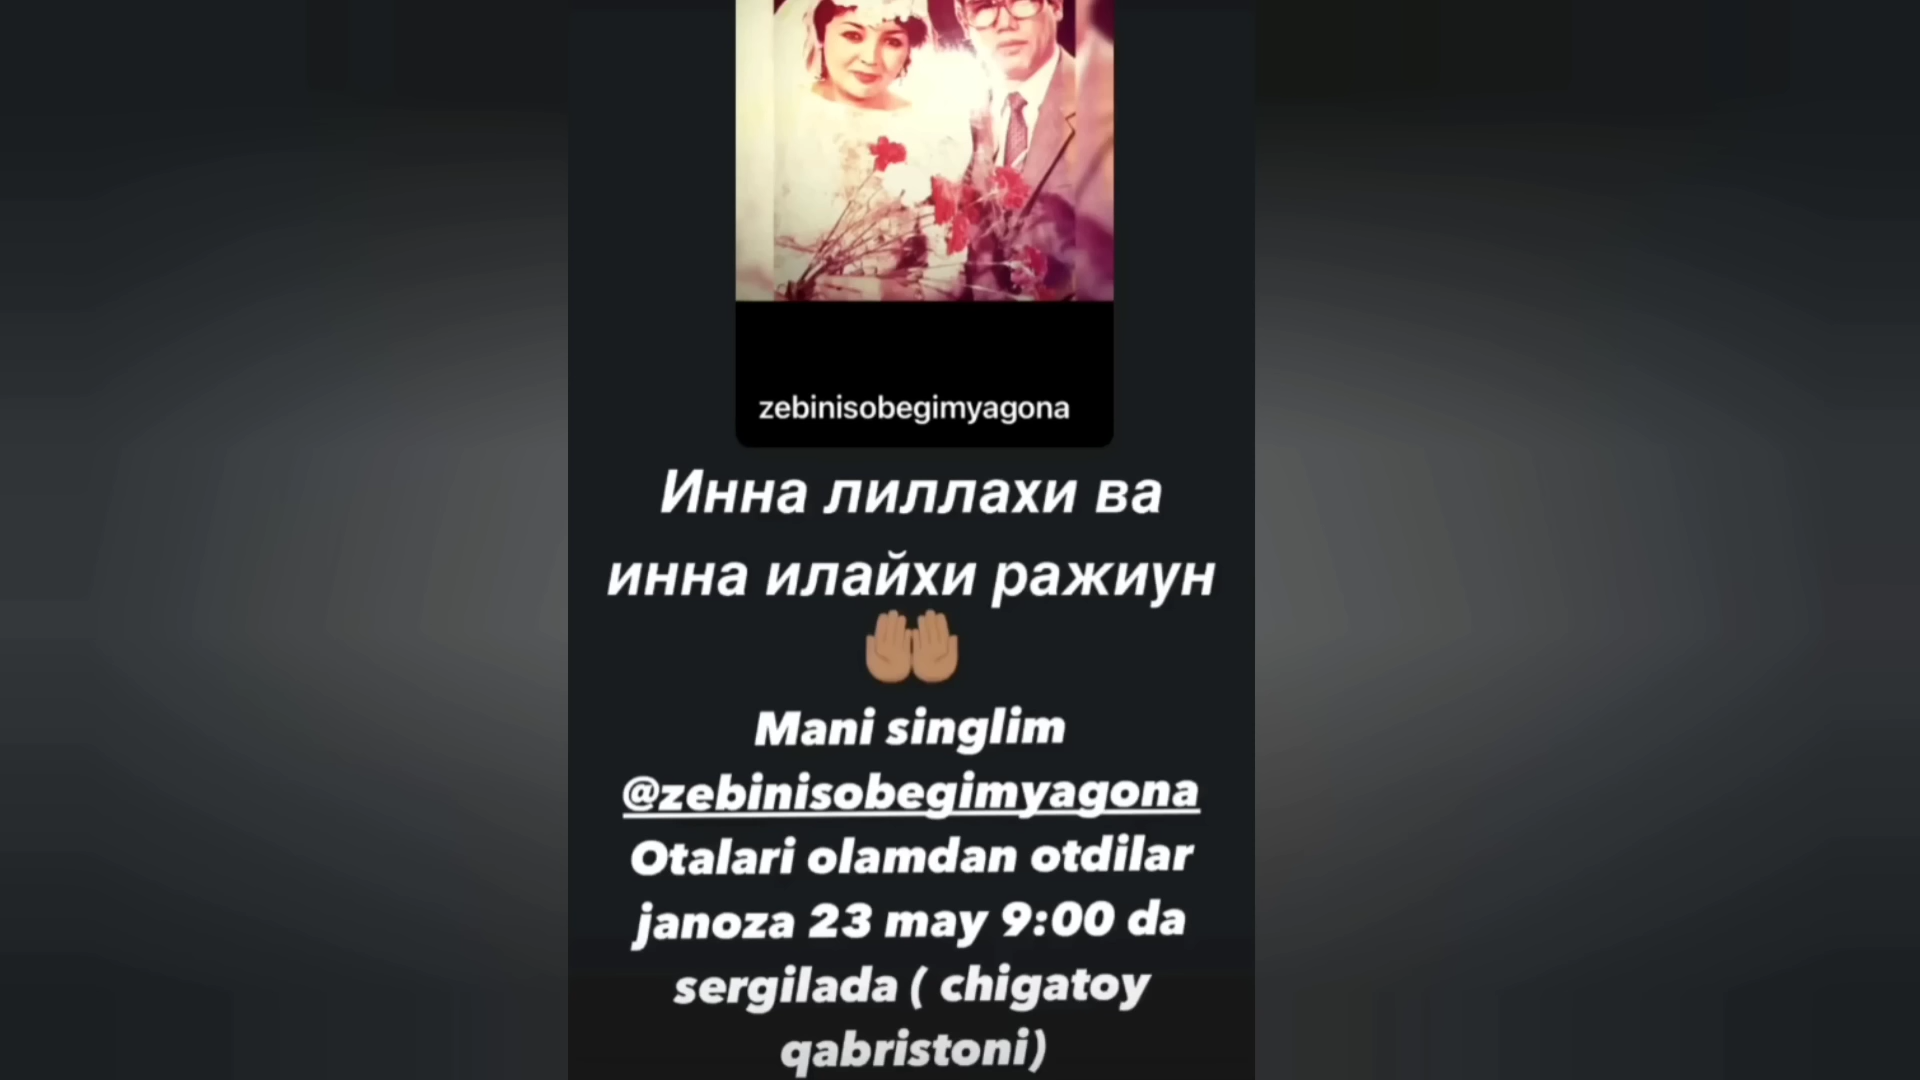 zebinisobegimyagona
Инна лиллахи ва
инна илайхи ражиун
Mani singlim
@zebinisobegimyagona
Otalari olamdan otdilar
janoza 23 may 9:00 da
sergilada ( chigatoy
qabristoni)